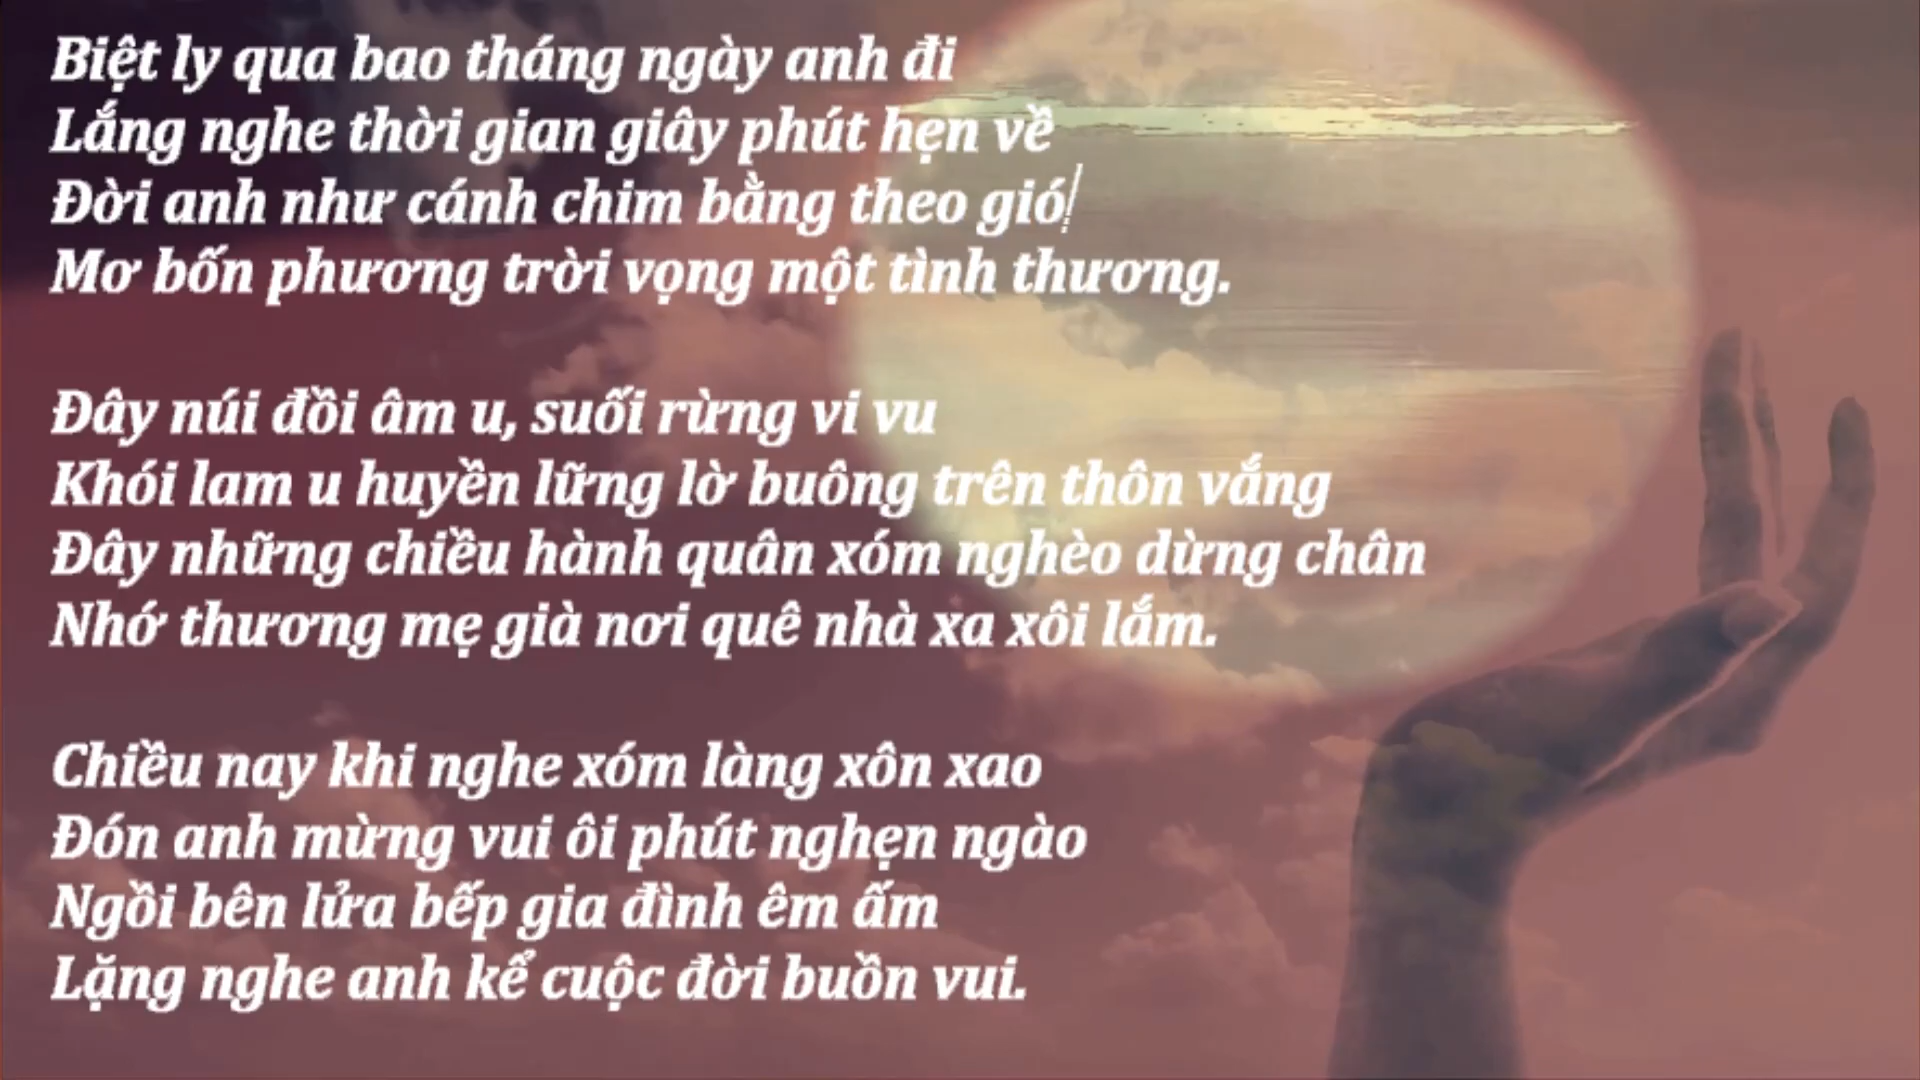 Biệt ly qua bao tháng ngày anh đi
Lắng nghe thời gian giây phút hẹn về
Đời anh như cánh chim bằng theo gió
Mơ bốn phương trời vọng một tình thương.
Đây núi đồi âm u, suối rừng vi vu
Khói lam u huyền lững lờ buông trên thôn vắng
Đây những chiều hành quân xóm nghèo dừng chân
Nhớ thương mẹ già nơi quê nhà xa xôi lắm.
Chiều nay khi nghe xóm làng xôn xao
Đón anh mừng vui ôi phút nghẹn ngào
Ngồi bên lửa bếp gia đình êm ấm
Lặng nghe anh kể cuộc đời buồn vui.